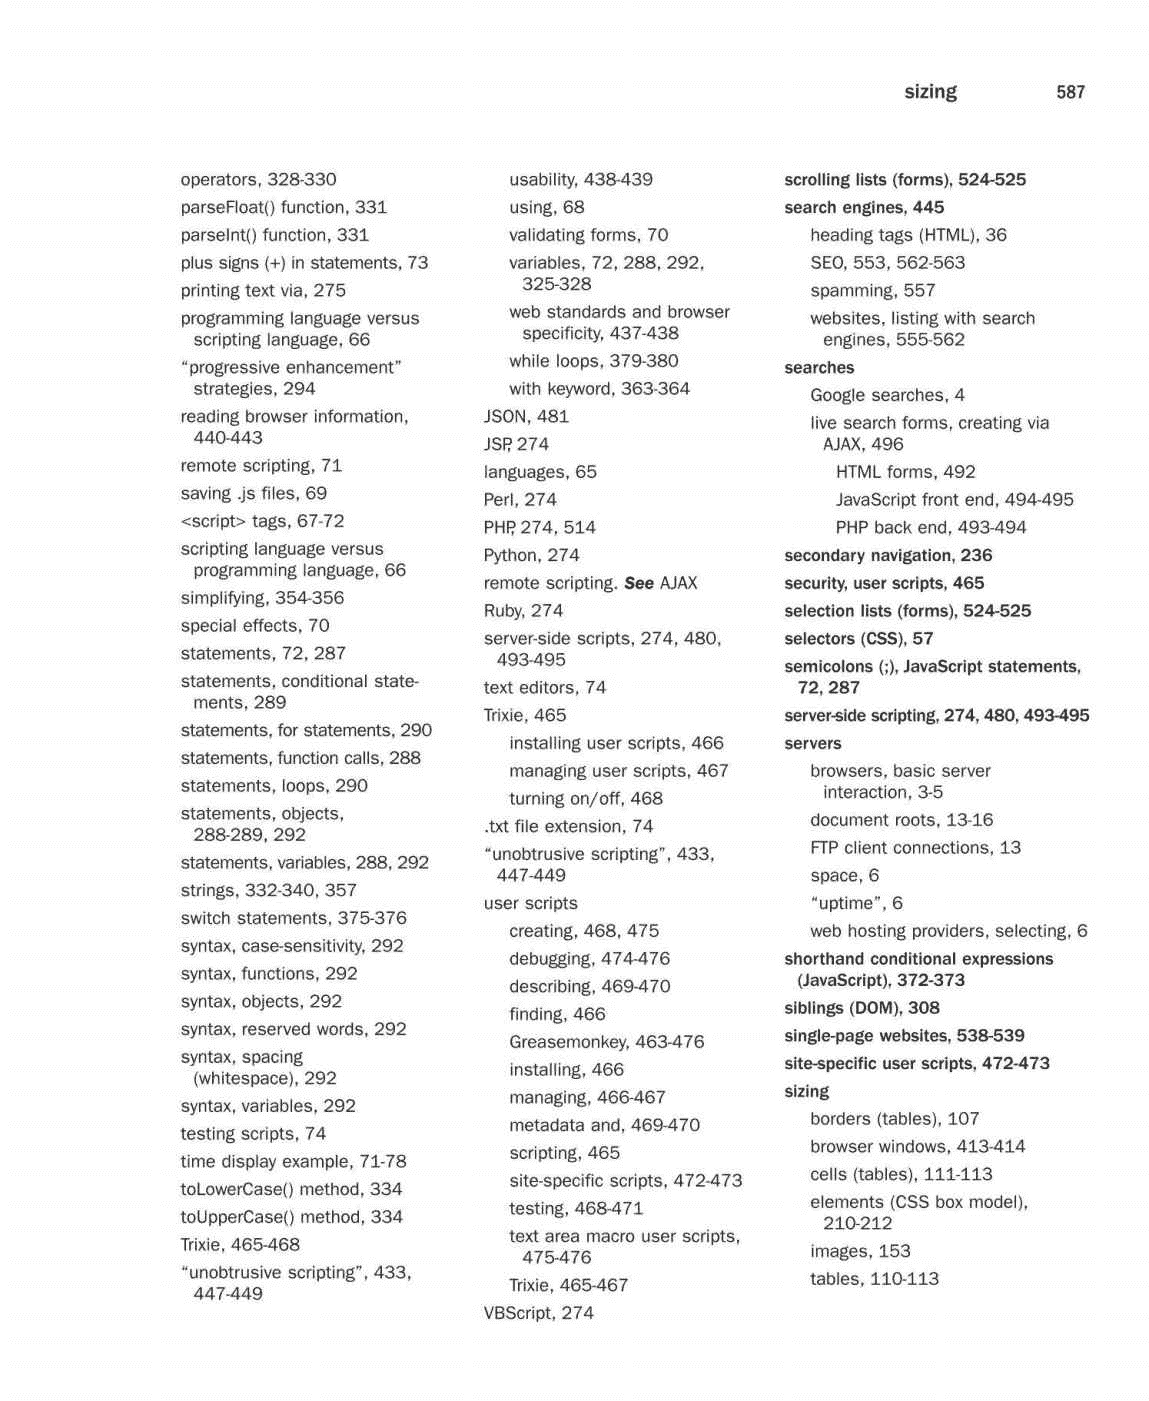 sizing 587
operators, 328-330
parseFloat() function, 331
parseInt() function, 331
plus signs (+) in statements, 73
printing text via, 275
programming language versus
scripting language, 66
“progressive enhancement”
strategies, 294
reading browser information,
440-443
remote scripting, 71
saving .js files, 69
<script> tags, 67-72
scripting language versus
programming language, 66
simplifying, 354-356
special effects, 70
statements, 72, 287
statements, conditional state-
ments, 289
statements, for statements, 290
statements, function calls, 288
statements, loops, 290
statements, objects,
288-289, 292
statements, variables, 288, 292
strings, 332-340, 357
switch statements, 375-376
syntax, case-sensitivity, 292
syntax, functions, 292
syntax, objects, 292
syntax, reserved words, 292
syntax, spacing
(whitespace), 292
syntax, variables, 292
testing scripts, 74
time display example, 71-78
toLowerCase() method, 334
toUpperCase() method, 334
Trixie, 465-468
“unobtrusive scripting”, 433,
447-449
usability, 438-439
using, 68
validating forms, 70
variables, 72, 288, 292,
325-328
web standards and browser
specificity, 437-438
while loops, 379-380
with keyword, 363-364
JSON, 481
JSP, 274
languages, 65
Perl, 274
PHP, 274, 514
Python, 274
remote scripting. See AJAX
Ruby, 274
server-side scripts, 274, 480,
493-495
text editors, 74
Trixie, 465
installing user scripts, 466
managing user scripts, 467
turning on/off, 468
.txt file extension, 74
“unobtrusive scripting”, 433,
447-449
user scripts
creating, 468, 475
debugging, 474-476
describing, 469-470
finding, 466
Greasemonkey, 463-476
installing, 466
managing, 466-467
metadata and, 469-470
scripting, 465
site-specific scripts, 472-473
testing, 468-471
text area macro user scripts,
475-476
Trixie, 465-467
VBScript, 274
scrolling lists (forms), 524-525
search engines, 445
heading tags (HTML), 36
SEO, 553, 562-563
spamming, 557
websites, listing with search
engines, 555-562
searches
Google searches, 4
live search forms, creating via
AJAX, 496
HTML forms, 492
JavaScript front end, 494-495
PHP back end, 493-494
secondary navigation, 236
security, user scripts, 465
selection lists (forms), 524-525
selectors (CSS), 57
semicolons (;), JavaScript statements,
72, 287
server-side scripting, 274, 480, 493-495
servers
browsers, basic server
interaction, 3-5
document roots, 13-16
FTP client connections, 13
space, 6
“uptime”, 6
web hosting providers, selecting, 6
shorthand conditional expressions
(JavaScript), 372-373
siblings (DOM), 308
single-page websites, 538-539
site-specific user scripts, 472-473
sizing
borders (tables), 107
browser windows, 413-414
cells (tables), 111-113
elements (CSS box model),
210-212
images, 153
tables, 110-113